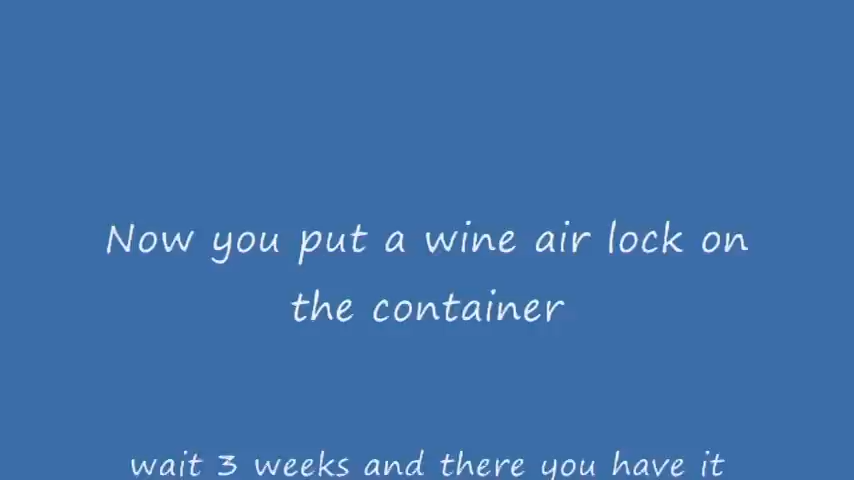 Now you put a wine air lock on
the container
wait 3 weeks and there you have it